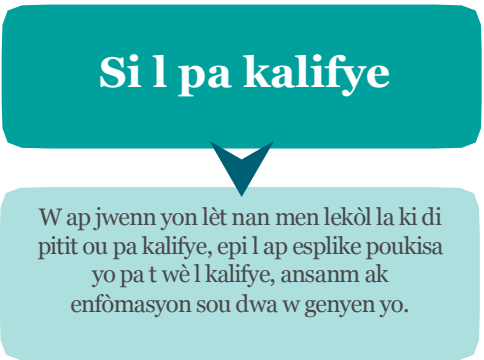 Si l pa kalifye
W ap jwenn yon lèt nan men lekòl la ki di
pitit ou pa kalifye, epi l ap esplike poukisa
yo pa t wè l kalifye, ansanm ak
enfòmasyon sou dwa w genyen yo.